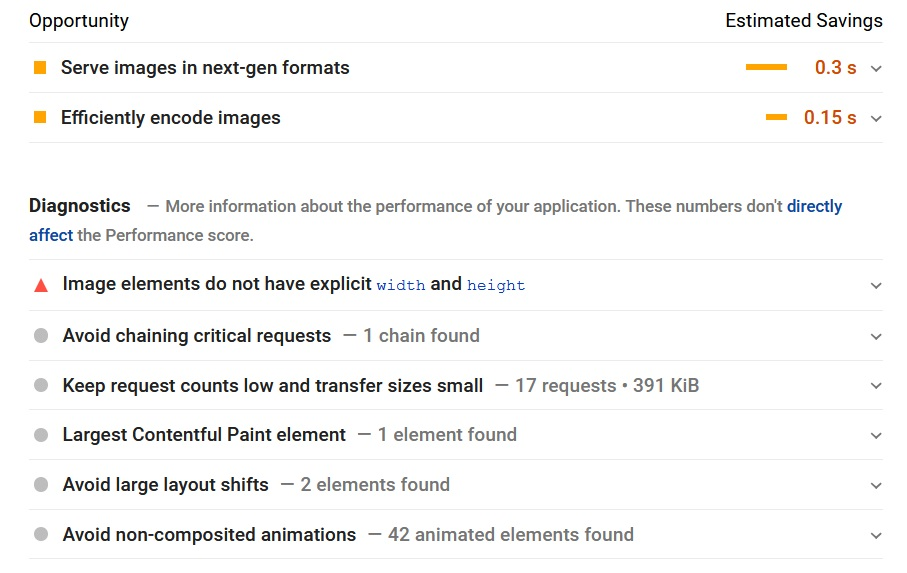 Opportunity Estimated Savings
Serve images in next-gen formats 0.3 s
Efficiently encode images 0.15 s
Diagnostics — More information about the performance of your application. These numbers don't directly
affect the Performance score.
Image elements do not have explicit width and height
Avoid chaining critical requests — 1 chain found
Keep request counts low and transfer sizes small — 17 requests • 391 KiB
Largest Contentful Paint element — 1 element found
Avoid large layout shifts — 2 elements found
Avoid non-composited animations — 42 animated elements found